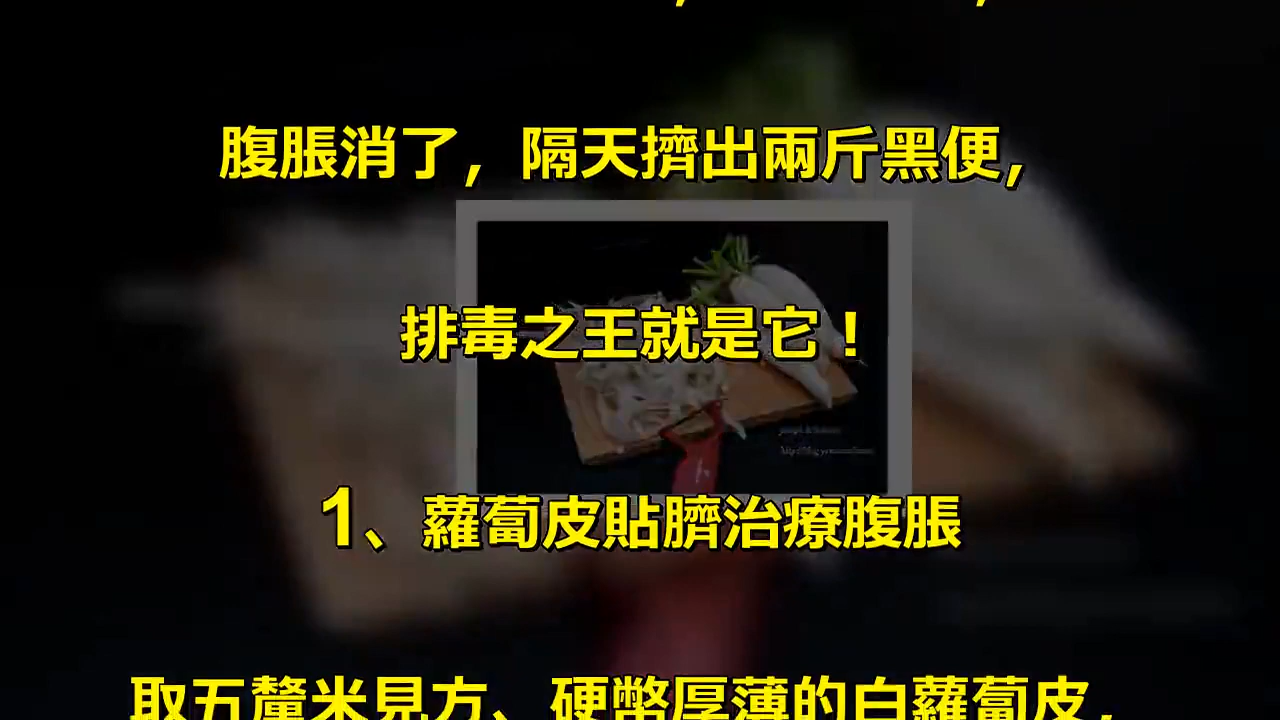 腹脹消了，隔天擠出兩斤黑便，
排毒之王就是它！
1、蘿蔔皮貼臍治療腹脹
取五釐米見方、硬幣厚薄的白蘿蔔皮，